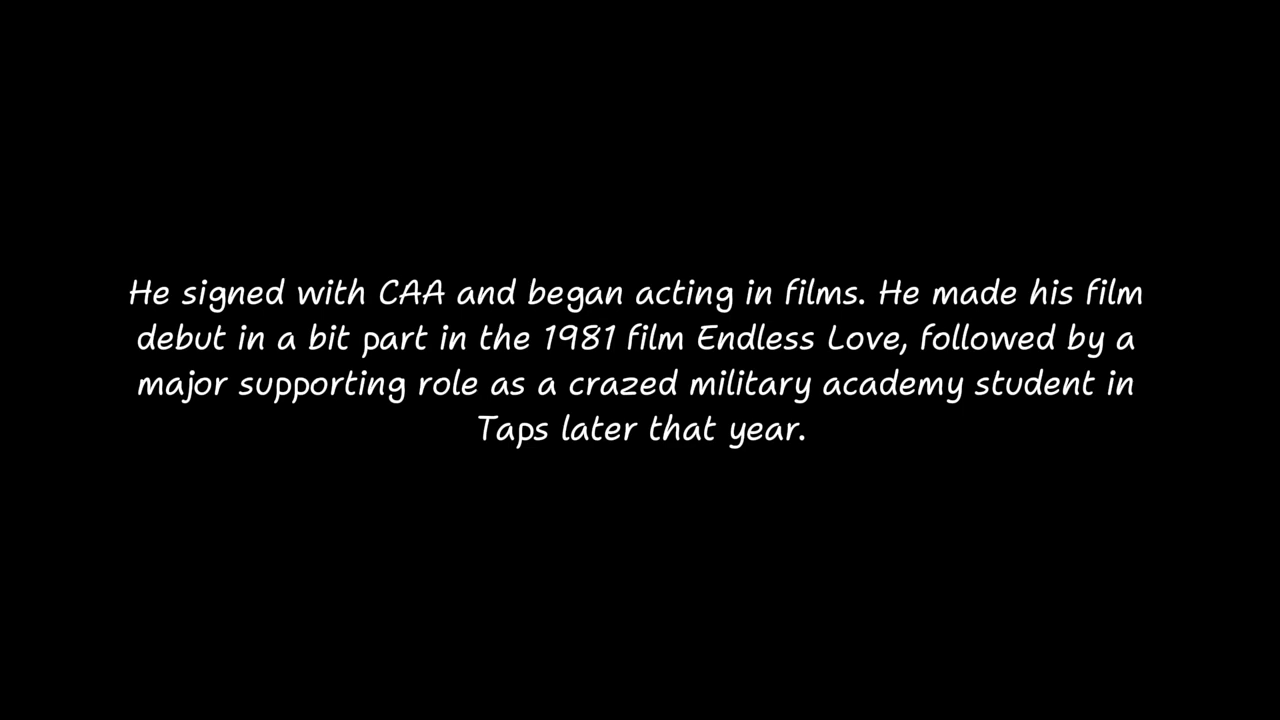 He signed with CAA and began acting in films. He made his film
debut in a bit part in the 1981 film Endless Love, followed by a
major supporting role as a crazed military academy student in
Taps later that year.